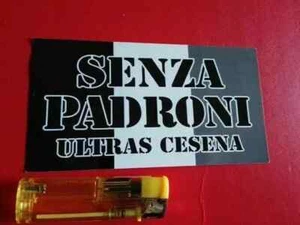 SENZA
PADRONI
ULTRAS CESENA